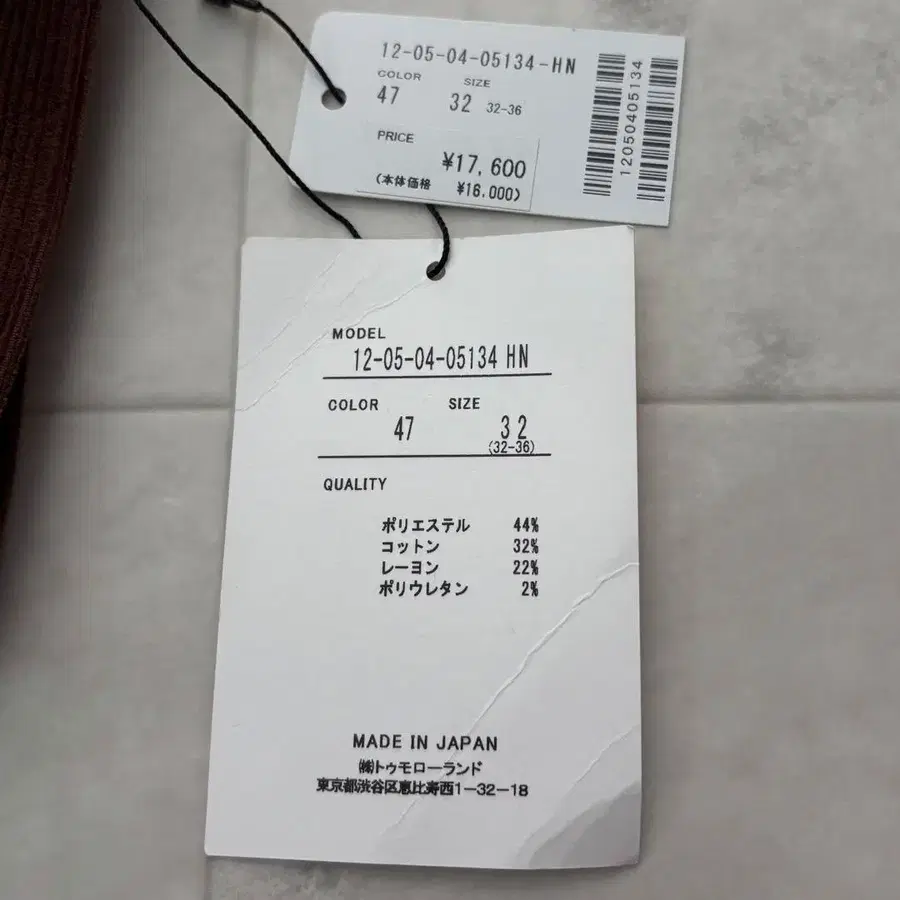 12-05-04-05134-HN
COLOR SIZE
47 32 32-36
PRICE
¥17,600
(本体価格 ¥16,000)
12050405134
MODEL
12-05-04-05134 HN
COLOR SIZE
47 32
(32-36)
QUALITY
ポリエステル 44%
コットン 32%
レーヨン 22%
ポリウレタン 2%
MADE IN JAPAN
㈱トゥモローランド
東京都渋谷区恵比寿西1-32-18